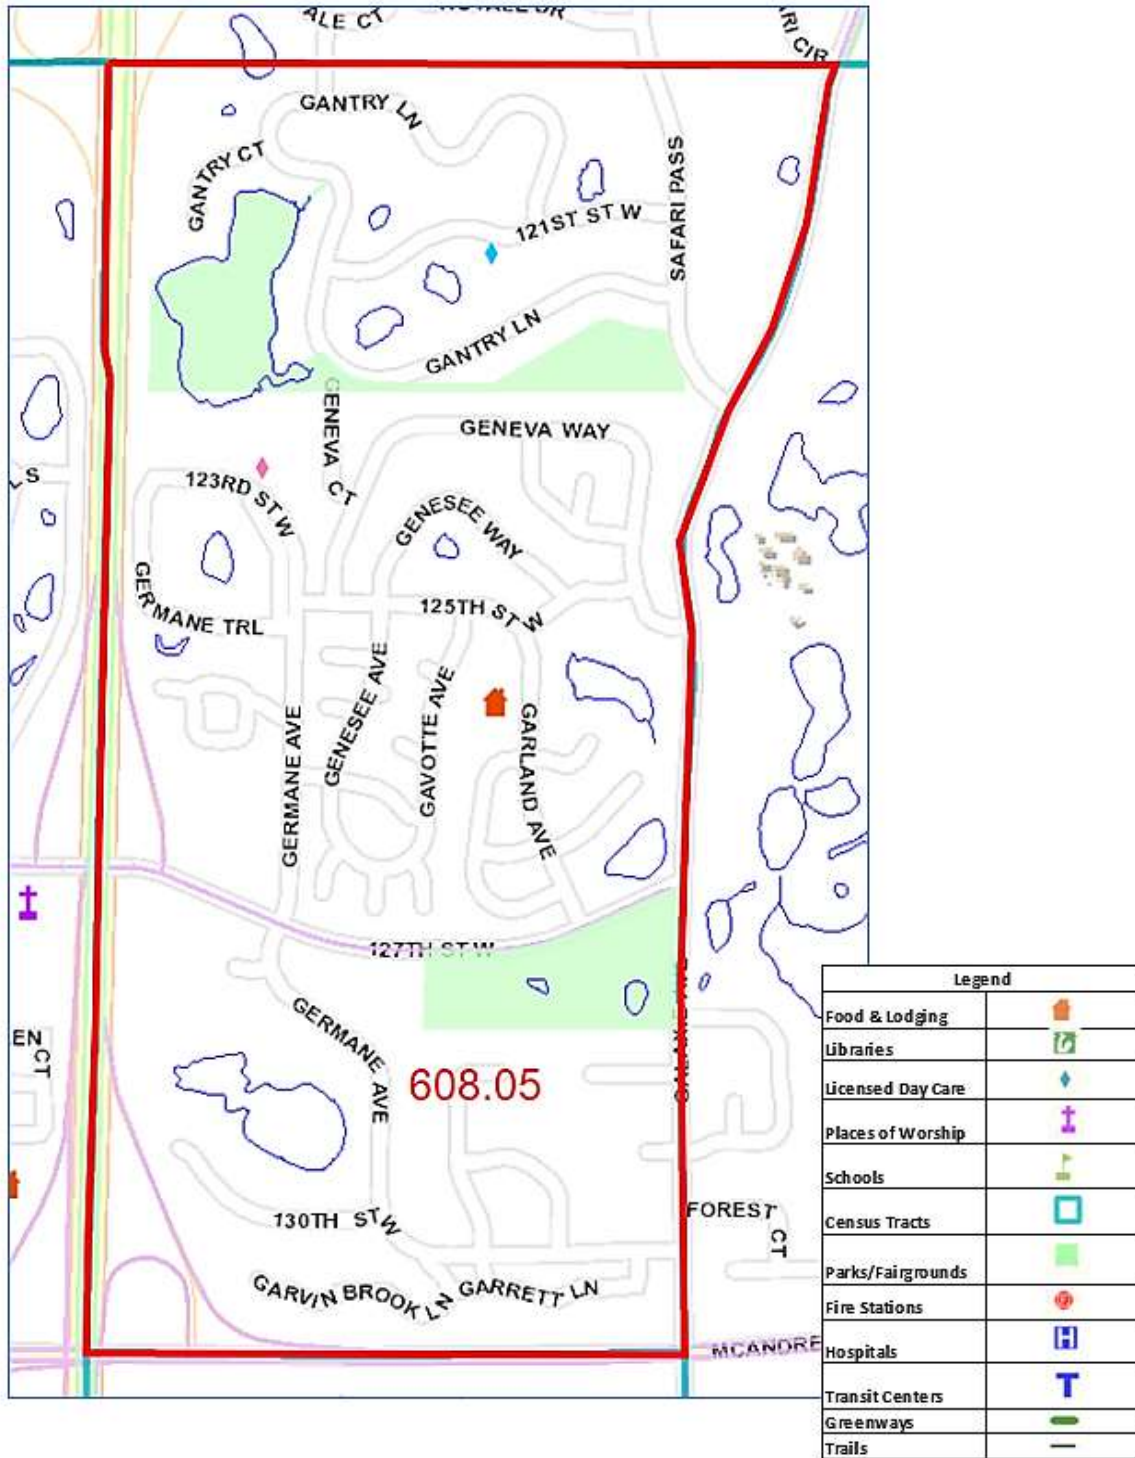 ALE CT
GANTRY LN
GANTRY CT
SAFARI PASS
121ST ST W
GANTRY LN
GENEVA CT
GENEVA WAY
S
123RD ST W
GENESEE WAY
125TH ST W
GERMANE TRL
GENESEE AVE
GAVOTTE AVE
GERMANE AVE
GARLAND AVE
127TH ST W
GERMANE AVE
EN CT
608.05
130TH ST W
FOREST CT
GARVIN BROOK LN
GARRETT LN
MCANDRE
Legend
Food & Lodging
Libraries
Licensed Day Care
Places of Worship
Schools
Census Tracts
Parks/Fairgrounds
Fire Stations
Hospitals
Transit Centers
Greenways
Trails